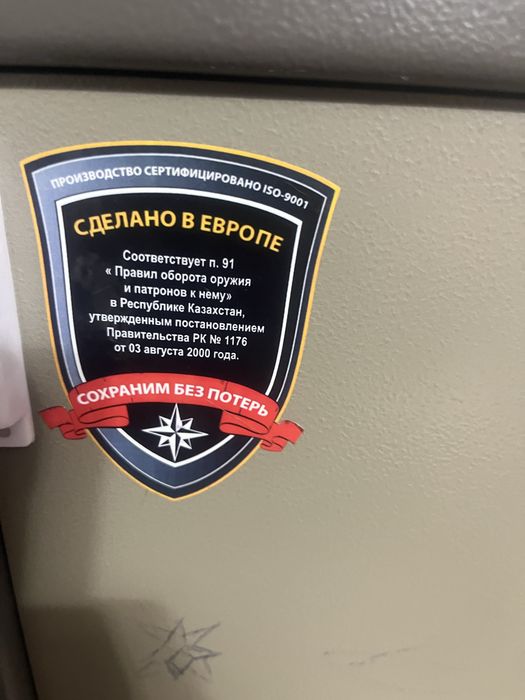 ПРОИЗВОДСТВО СЕРТИФИЦИРОВАНО ISO-9001
СДЕЛАНО В ЕВРОПЕ
Соответствует п. 91
« Правил оборота оружия
и патронов к нему»
в Республике Казахстан,
утвержденным постановлением
Правительства РК № 1176
от 03 августа 2000 года.
СОХРАНИМ БЕЗ ПОТЕРЬ